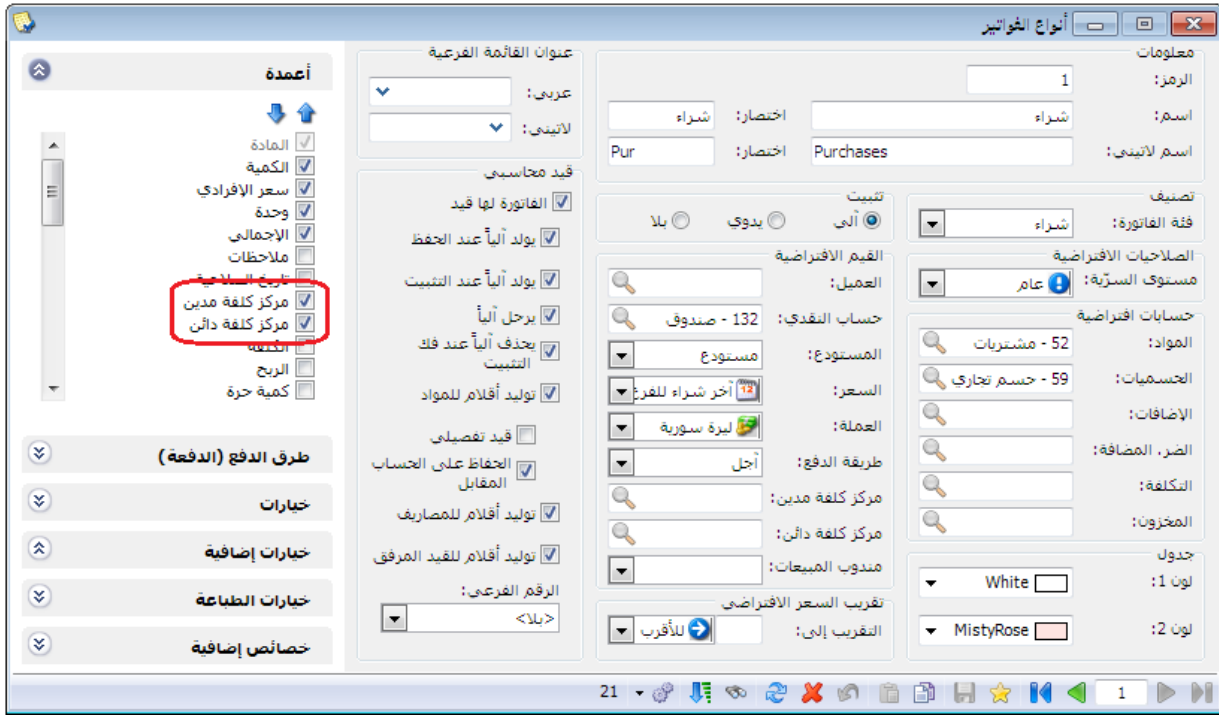 أنواع الفواتير
معلومات
الرمز: 1
اسم: شراء اختصار: شراء
اسم لاتيني: Purchases اختصار: Pur
تصنيف
فئة الفاتورة: شراء
الصلاحيات الافتراضية
مستوى السرّية: عام
حسابات افتراضية
المواد: 52 - مشتريات
الحسميات: 59 - حسم تجاري
الإضافات:
الضر. المضافة:
التكلفة:
المخزون:
جدول
لون 1: White
لون 2: MistyRose
تثبيت
آلي يدوي بلا
القيم الافتراضية
العميل:
حساب النقدي: 132 - صندوق
المستودع: مستودع
السعر: آخر شراء للفرع
العملة: ليرة سورية
طريقة الدفع: آجل
مركز كلفة مدين:
مركز كلفة دائن:
مندوب المبيعات:
تقريب السعر الافتراضي
التقريب إلى: للأقرب
عنوان القائمة الفرعية
عربي:
لاتيني:
قيد محاسبي
الفاتورة لها قيد
يولد آلياً عند الحفظ
يولد آلياً عند التثبيت
يرحل آلياً
يحذف آلياً عند فك
التثبيت
توليد أقلام للمواد
قيد تفصيلي
الحفاظ على الحساب
المقابل
توليد أقلام للمصاريف
توليد أقلام للقيد المرفق
الرقم الفرعي:
<بلا>
أعمدة
المادة
الكمية
سعر الإفرادي
وحدة
الإجمالي
ملاحظات
تاريخ الصلاحية
مركز كلفة مدين
مركز كلفة دائن
الكلفة
الربح
كمية حرة
طرق الدفع (الدفعة)
خيارات
خيارات إضافية
خيارات الطباعة
خصائص إضافية
1 21